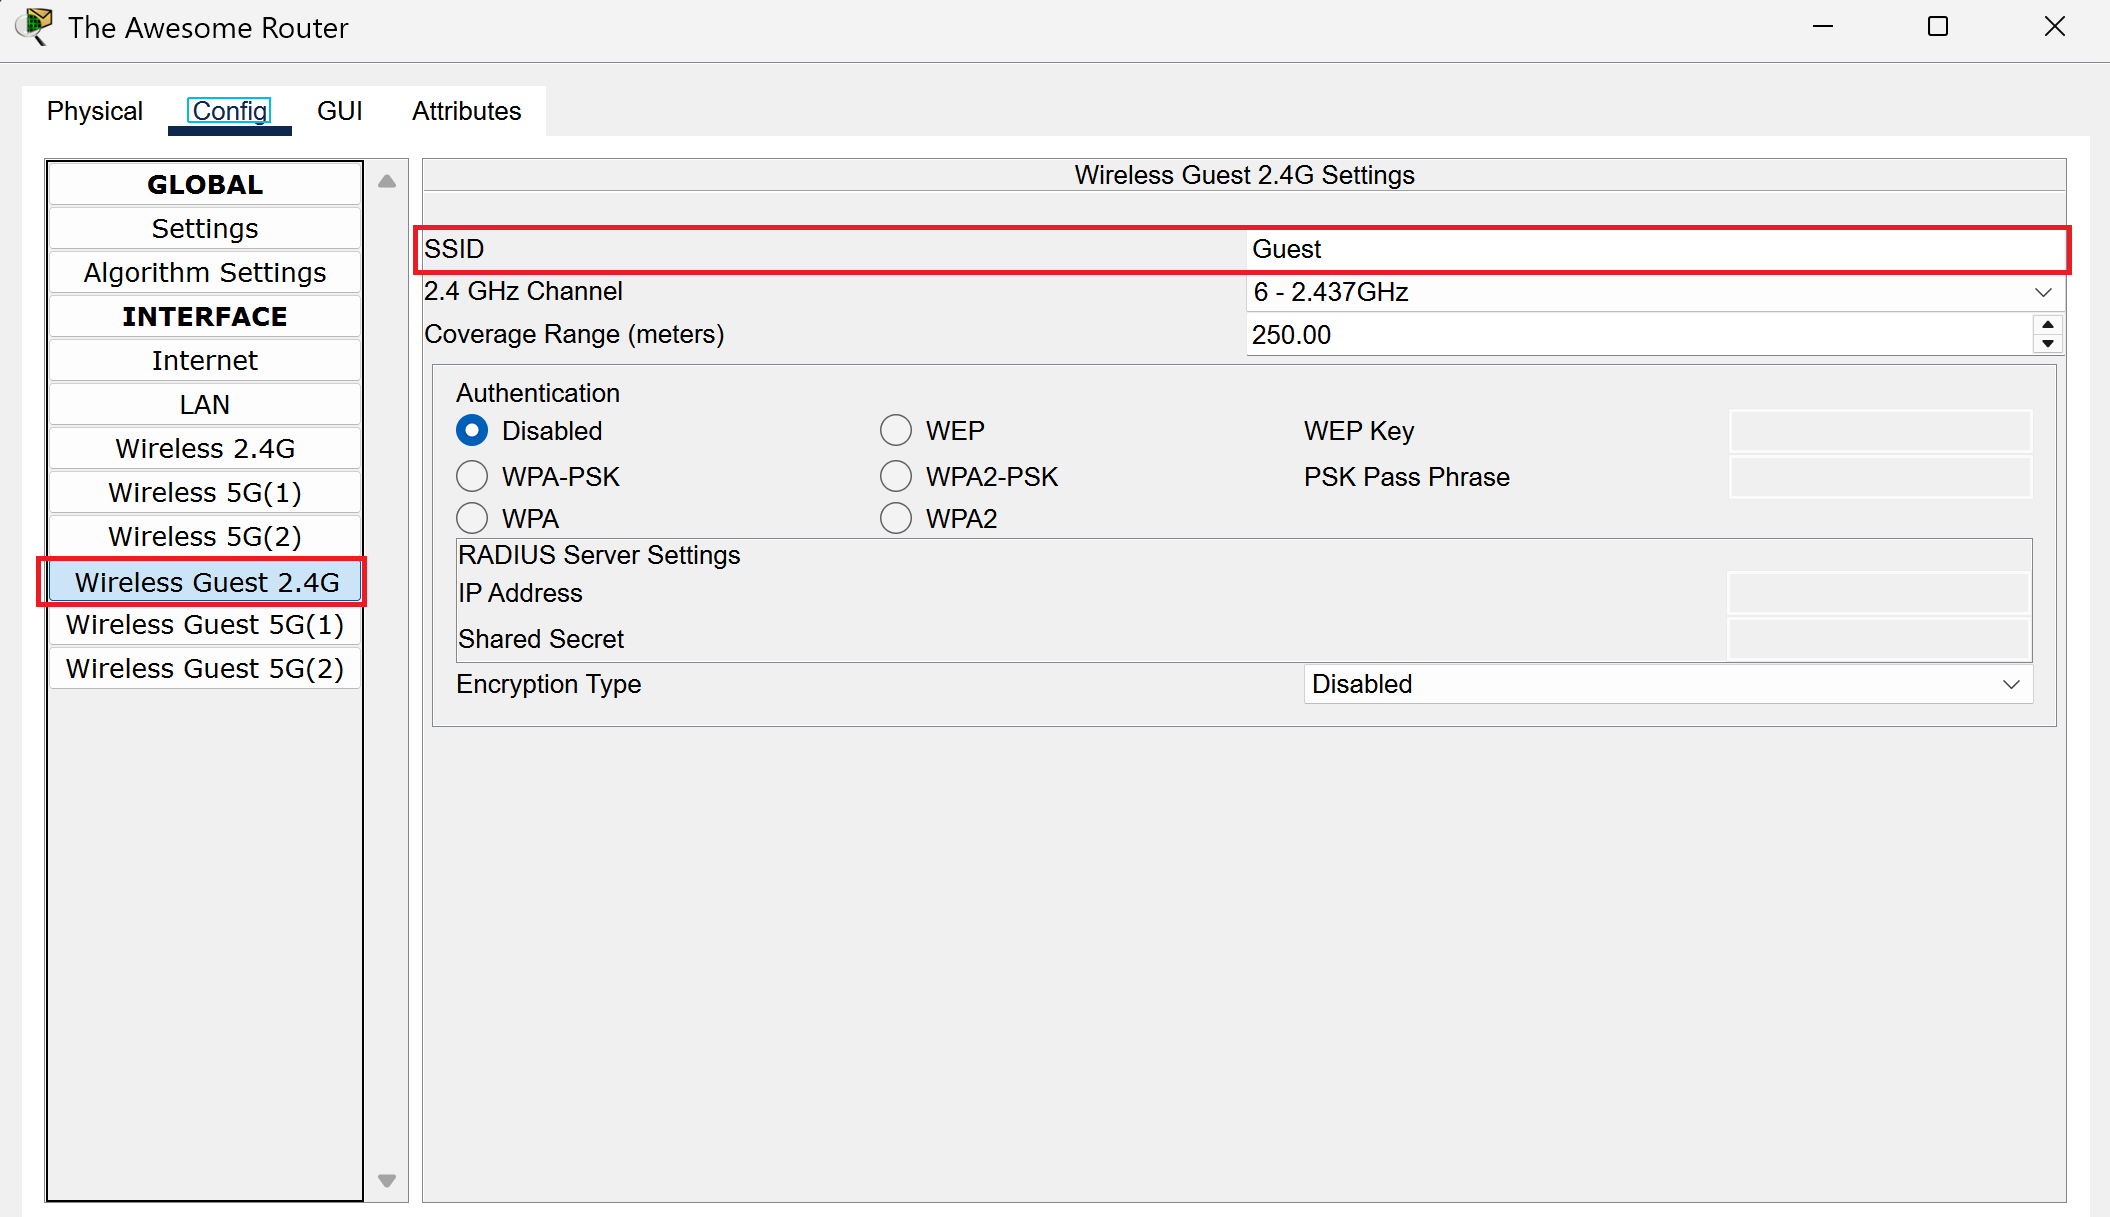 The Awesome Router
Physical Config GUI Attributes
GLOBAL
Settings
Algorithm Settings
INTERFACE
Internet
LAN
Wireless 2.4G
Wireless 5G(1)
Wireless 5G(2)
Wireless Guest 2.4G
Wireless Guest 5G(1)
Wireless Guest 5G(2)
Wireless Guest 2.4G Settings
SSID Guest
2.4 GHz Channel 6 - 2.437GHz
Coverage Range (meters) 250.00
Authentication
Disabled WEP WEP Key
WPA-PSK WPA2-PSK PSK Pass Phrase
WPA WPA2
RADIUS Server Settings
IP Address
Shared Secret
Encryption Type Disabled